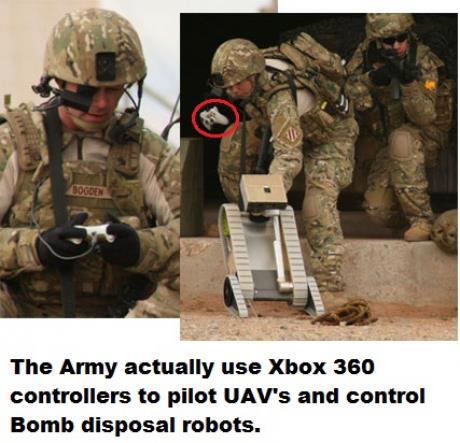 BOGDEN
The Army actually use Xbox 360
controllers to pilot UAV's and control
Bomb disposal robots.